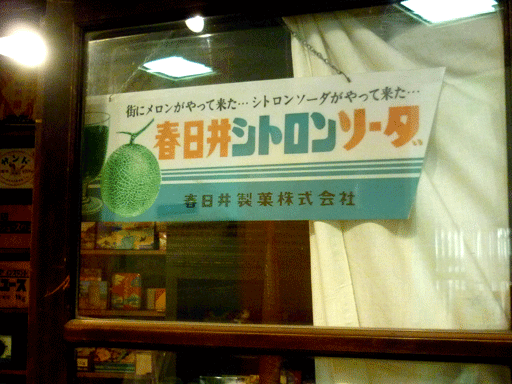 街にメロンがやって来た…シトロンソーダがやって来た…
春日井シトロンソーダ
春日井製菓株式会社